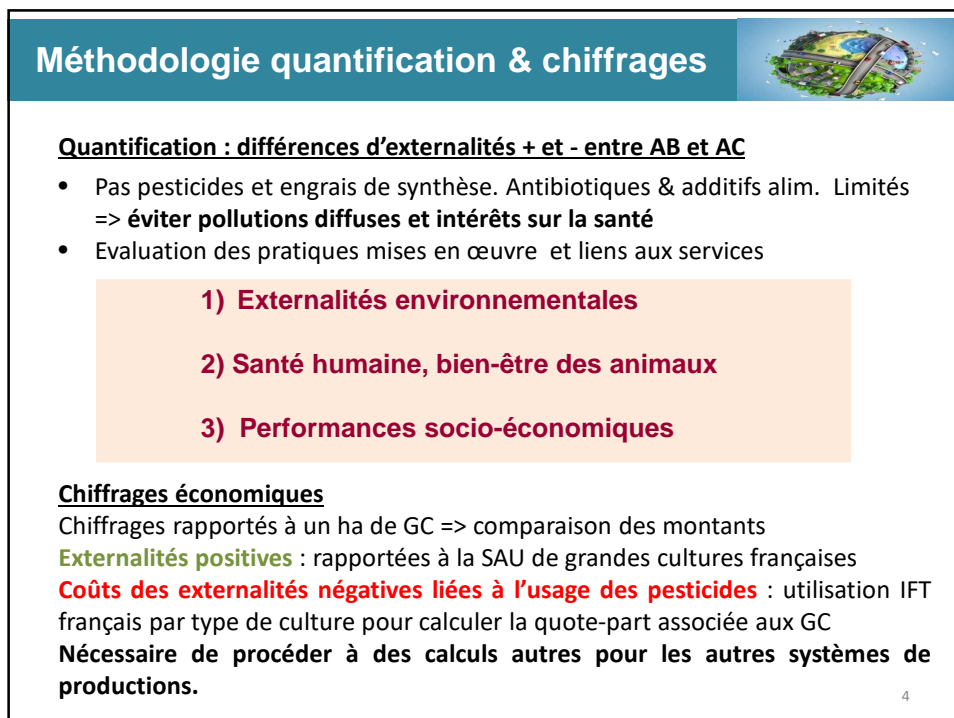 Méthodologie quantification & chiffrages
Quantification : différences d'externalités + et - entre AB et AC
• Pas pesticides et engrais de synthèse. Antibiotiques & additifs alim. Limités
=> éviter pollutions diffuses et intérêts sur la santé
• Evaluation des pratiques mises en œuvre et liens aux services
1) Externalités environnementales
2) Santé humaine, bien-être des animaux
3) Performances socio-économiques
Chiffrages économiques
Chiffrages rapportés à un ha de GC => comparaison des montants
Externalités positives : rapportées à la SAU de grandes cultures françaises
Coûts des externalités négatives liées à l'usage des pesticides : utilisation IFT
français par type de culture pour calculer la quote-part associée aux GC
Nécessaire de procéder à des calculs autres pour les autres systèmes de
productions.
4